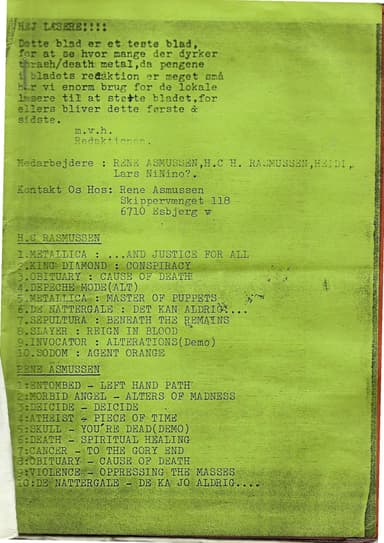 HEJ LÆSERE!!!!
Dette blad er et teste blad,
for at se hvor mange der dyrker
thrash/death metal,da pengene
i bladets redaktion er meget små
har vi enorm brug for de lokale
læsere til at støtte bladet,for
ellers bliver dette første &
sidste.
m.v.h.
Redaktionen.
Medarbejdere : RENE ASMUSSEN,H.C H. RASMUSSEN,HEIDI,
Lars NiNino?.
Kontakt Os Hos: Rene Asmussen
Skippervænget 118
6710 Esbjerg v
H.C RASMUSSEN
1.METALLICA : ...AND JUSTICE FOR ALL
2.KING DIAMOND : CONSPIRACY
3.OBITUARY : CAUSE OF DEATH
4.DEPECHE MODE(ALT)
5.METALLICA : MASTER OF PUPPETS
6.DE NATTERGALE : DET KAN ALDRIG....
7.SEPULTURA : BENEATH THE REMAINS
8.SLAYER : REIGN IN BLOOD
9.INVOCATOR : ALTERATIONS(Demo)
10.SODOM : AGENT ORANGE
RENE ASMUSSEN
1:ENTOMBED - LEFT HAND PATH
2:MORBID ANGEL - ALTERS OF MADNESS
3:DEICIDE - DEICIDE
4:ATHEIST - PIECE OF TIME
5:SKULL - YOU'RE DEAD(DEMO)
6:DEATH - SPIRITUAL HEALING
7:CANCER - TO THE GORY END
8:OBITUARY - CAUSE OF DEATH
9:VIOLENCE - OPPRESSING THE MASSES
10:DE NATTERGALE - DE KA JO ALDRIG....